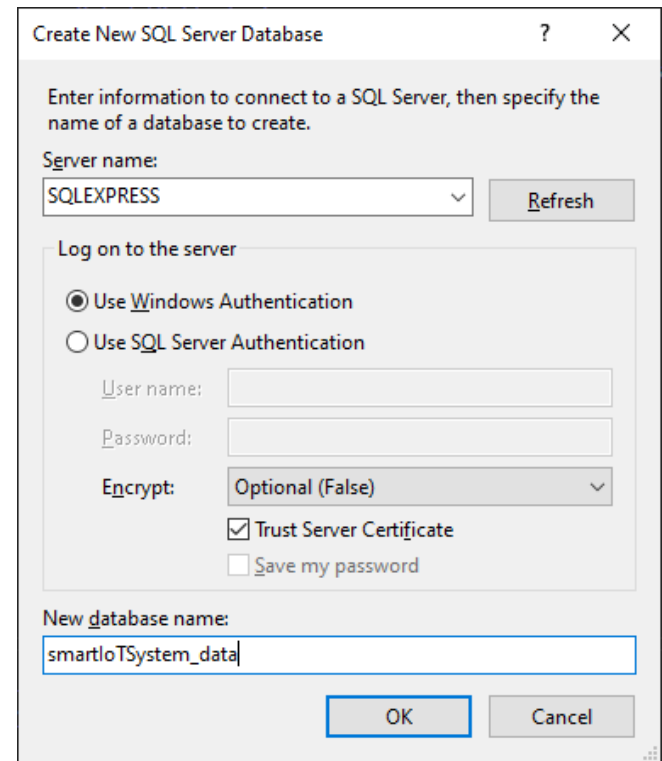 Create New SQL Server Database
?
Enter information to connect to a SQL Server, then specify the
name of a database to create.
Server name:
SQLEXPRESS
Refresh
Log on to the server
Use Windows Authentication
Use SQL Server Authentication
User name:
Password:
Encrypt:
Optional (False)
Trust Server Certificate
Save my password
New database name:
smartIoTSystem_data
OK
Cancel